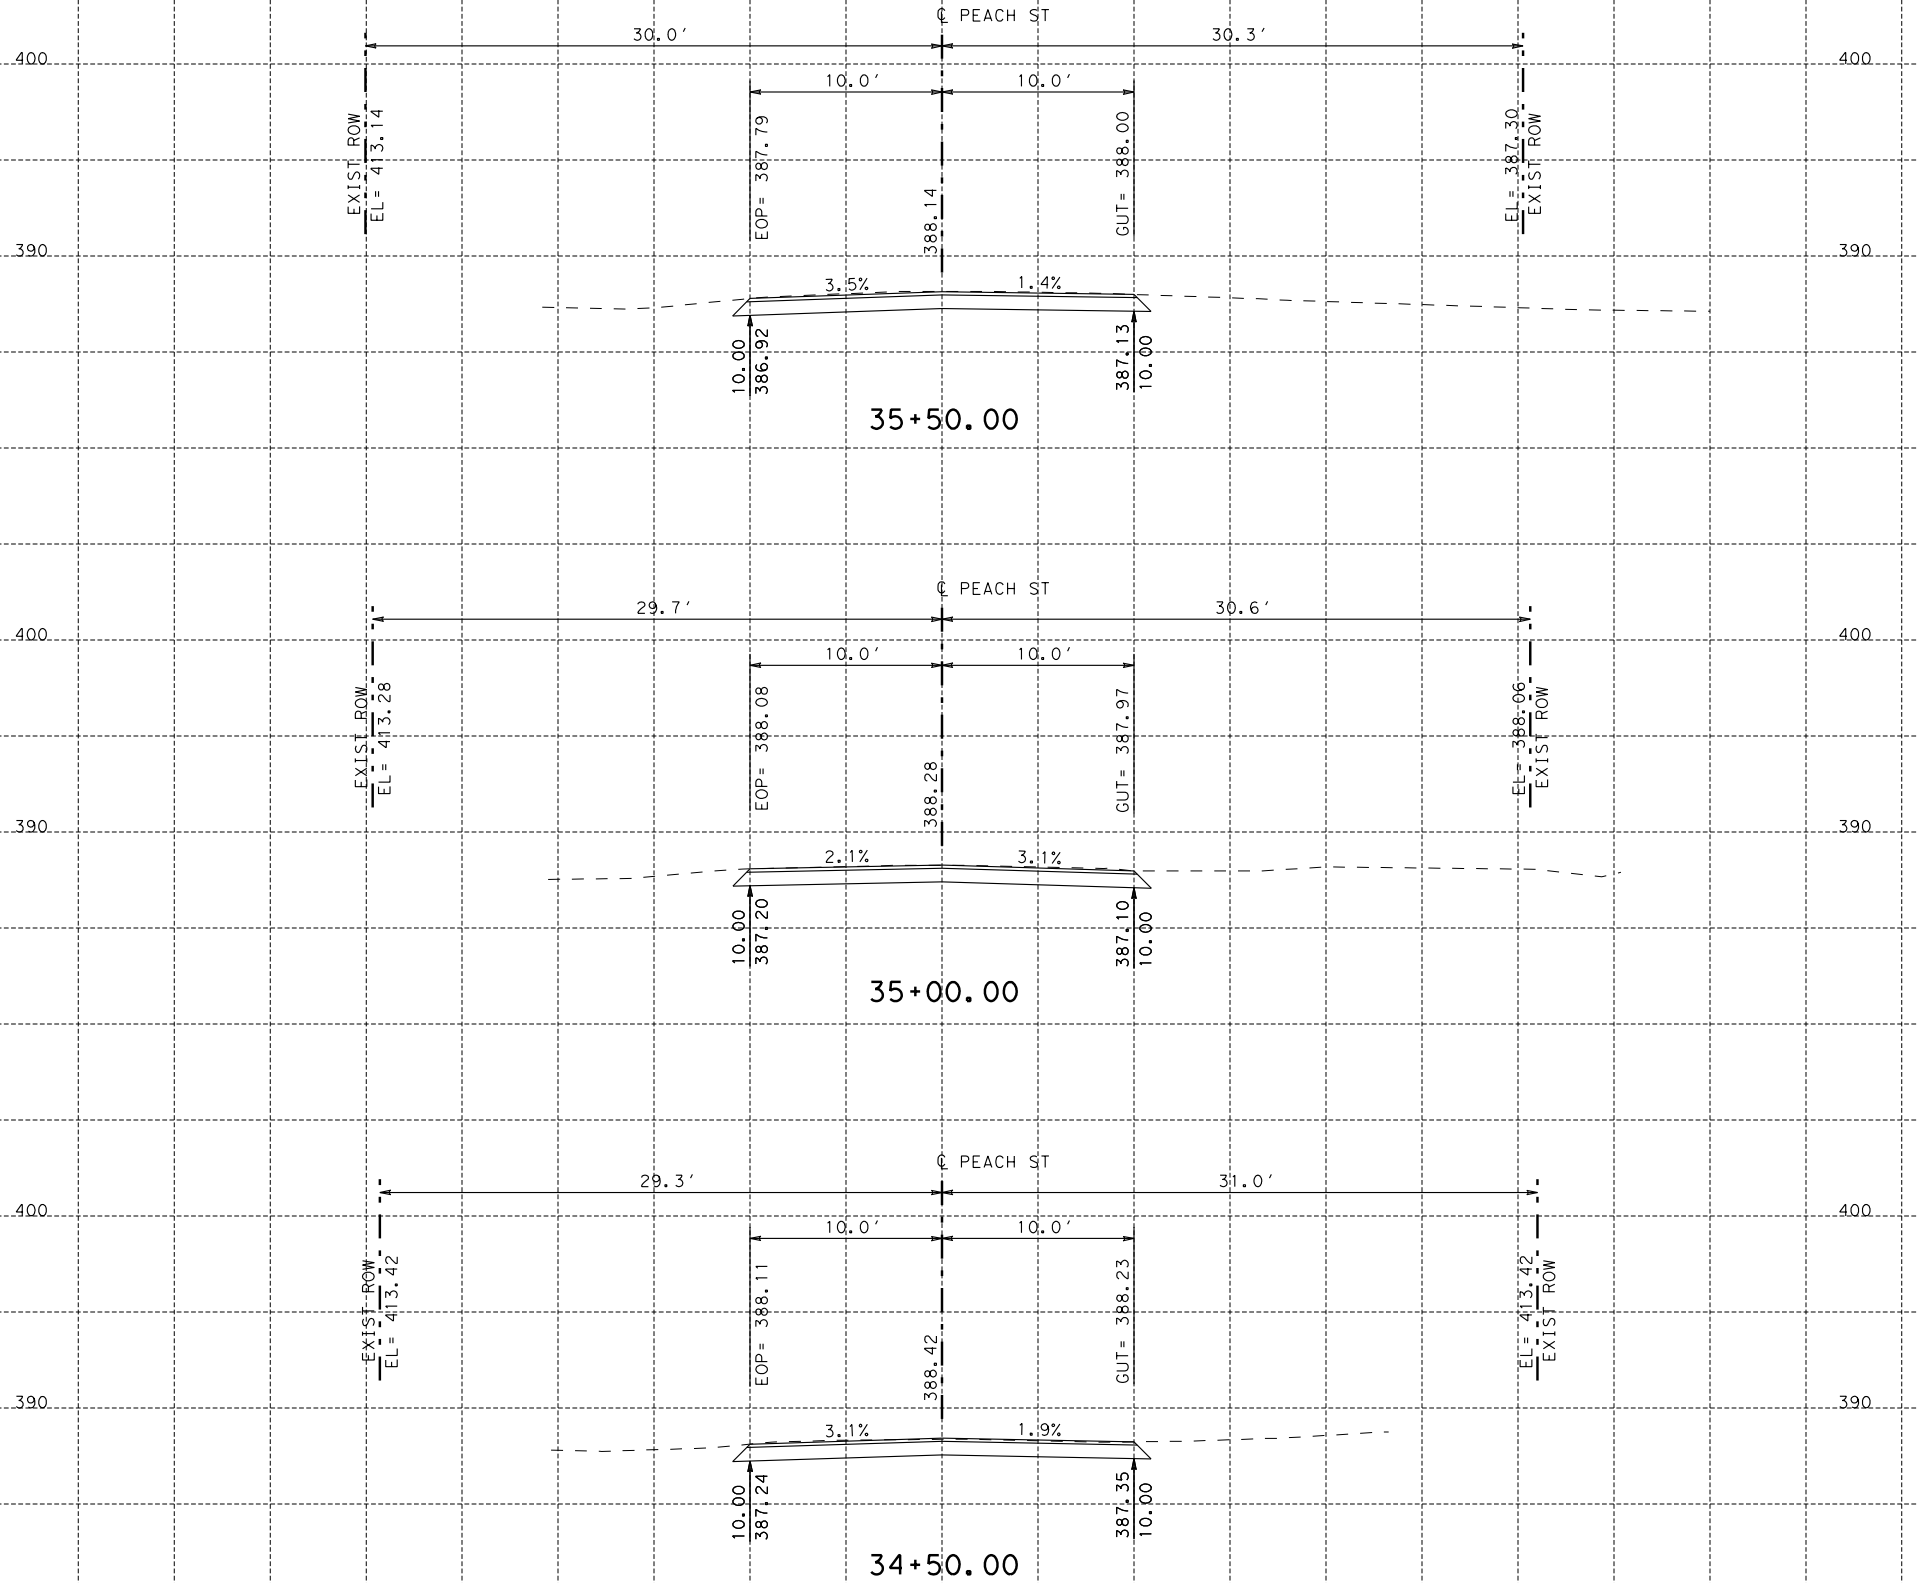 ℄ PEACH ST
30.0′
30.3′
400
400
10.0′
10.0′
EXIST ROW
EL= 413.14
EOP= 387.79
388.14
GUT= 388.00
EL= 387.30
EXIST ROW
390
390
3.5%
1.4%
10.00
386.92
387.13
10.00
35+50.00
℄ PEACH ST
29.7′
30.6′
400
400
10.0′
10.0′
EXIST ROW
EL= 413.28
EOP= 388.08
388.28
GUT= 387.97
EL= 388.06
EXIST ROW
390
390
2.1%
3.1%
10.00
387.20
387.10
10.00
35+00.00
℄ PEACH ST
29.3′
31.0′
400
400
10.0′
10.0′
EXIST ROW
EL= 413.42
EOP= 388.11
388.42
GUT= 388.23
EL= 413.42
EXIST ROW
390
390
3.1%
1.9%
10.00
387.24
387.35
10.00
34+50.00